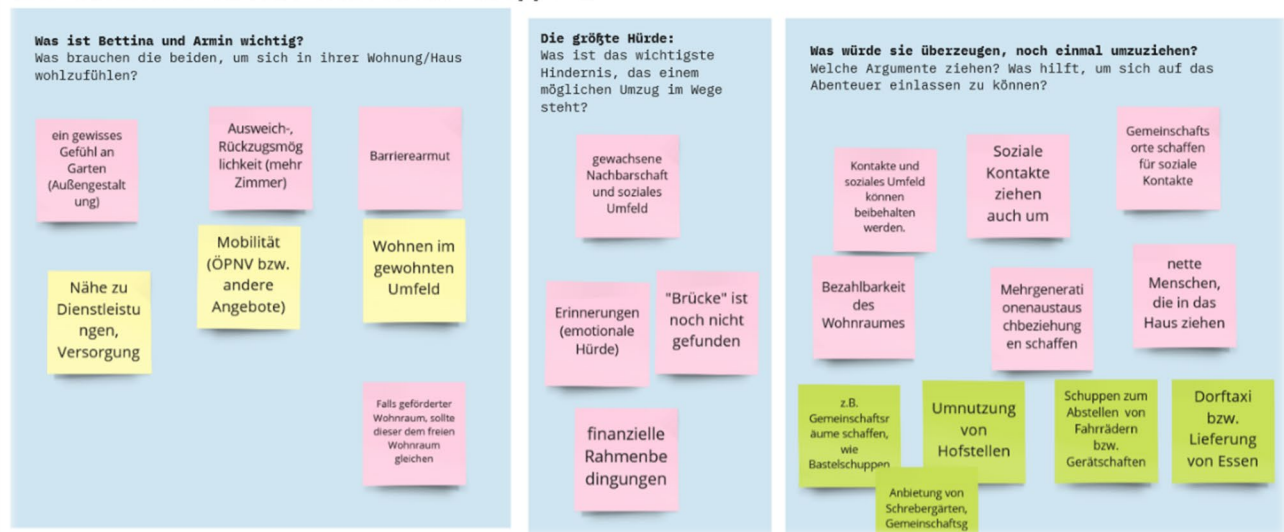 Was ist Bettina und Armin wichtig?
Was brauchen die beiden, um sich in ihrer Wohnung/Haus
wohlzufühlen?
ein gewisses
Gefühl an
Garten
(Außengestalt
ung)
Ausweich-,
Rückzugsmög
lichkeit (mehr
Zimmer)
Barrierearmut
Nähe zu
Dienstleistu
ngen,
Versorgung
Mobilität
(ÖPNV bzw.
andere
Angebote)
Wohnen im
gewohnten
Umfeld
Falls geförderter
Wohnraum, sollte
dieser dem freien
Wohnraum
gleichen
Die größte Hürde:
Was ist das wichtigste
Hindernis, das einem
möglichen Umzug im Wege
steht?
gewachsene
Nachbarschaft
und soziales
Umfeld
Erinnerungen
(emotionale
Hürde)
"Brücke" ist
noch nicht
gefunden
finanzielle
Rahmenbe
dingungen
Was würde sie überzeugen, noch einmal umzuziehen?
Welche Argumente ziehen? Was hilft, um sich auf das
Abenteuer einlassen zu können?
Kontakte und
soziales Umfeld
können
beibehalten
werden.
Soziale
Kontakte
ziehen
auch um
Gemeinschafts
orte schaffen
für soziale
Kontakte
Bezahlbarkeit
des
Wohnraumes
Mehrgenerati
onenaustaus
chbeziehung
en schaffen
nette
Menschen,
die in das
Haus ziehen
z.B.
Gemeinschaftsr
äume schaffen,
wie
Bastelschuppen
Umnutzung
von
Hofstellen
Schuppen zum
Abstellen von
Fahrrädern
bzw.
Gerätschaften
Dorftaxi
bzw.
Lieferung
von Essen
Anbietung von
Schrebergärten,
Gemeinschaftsg